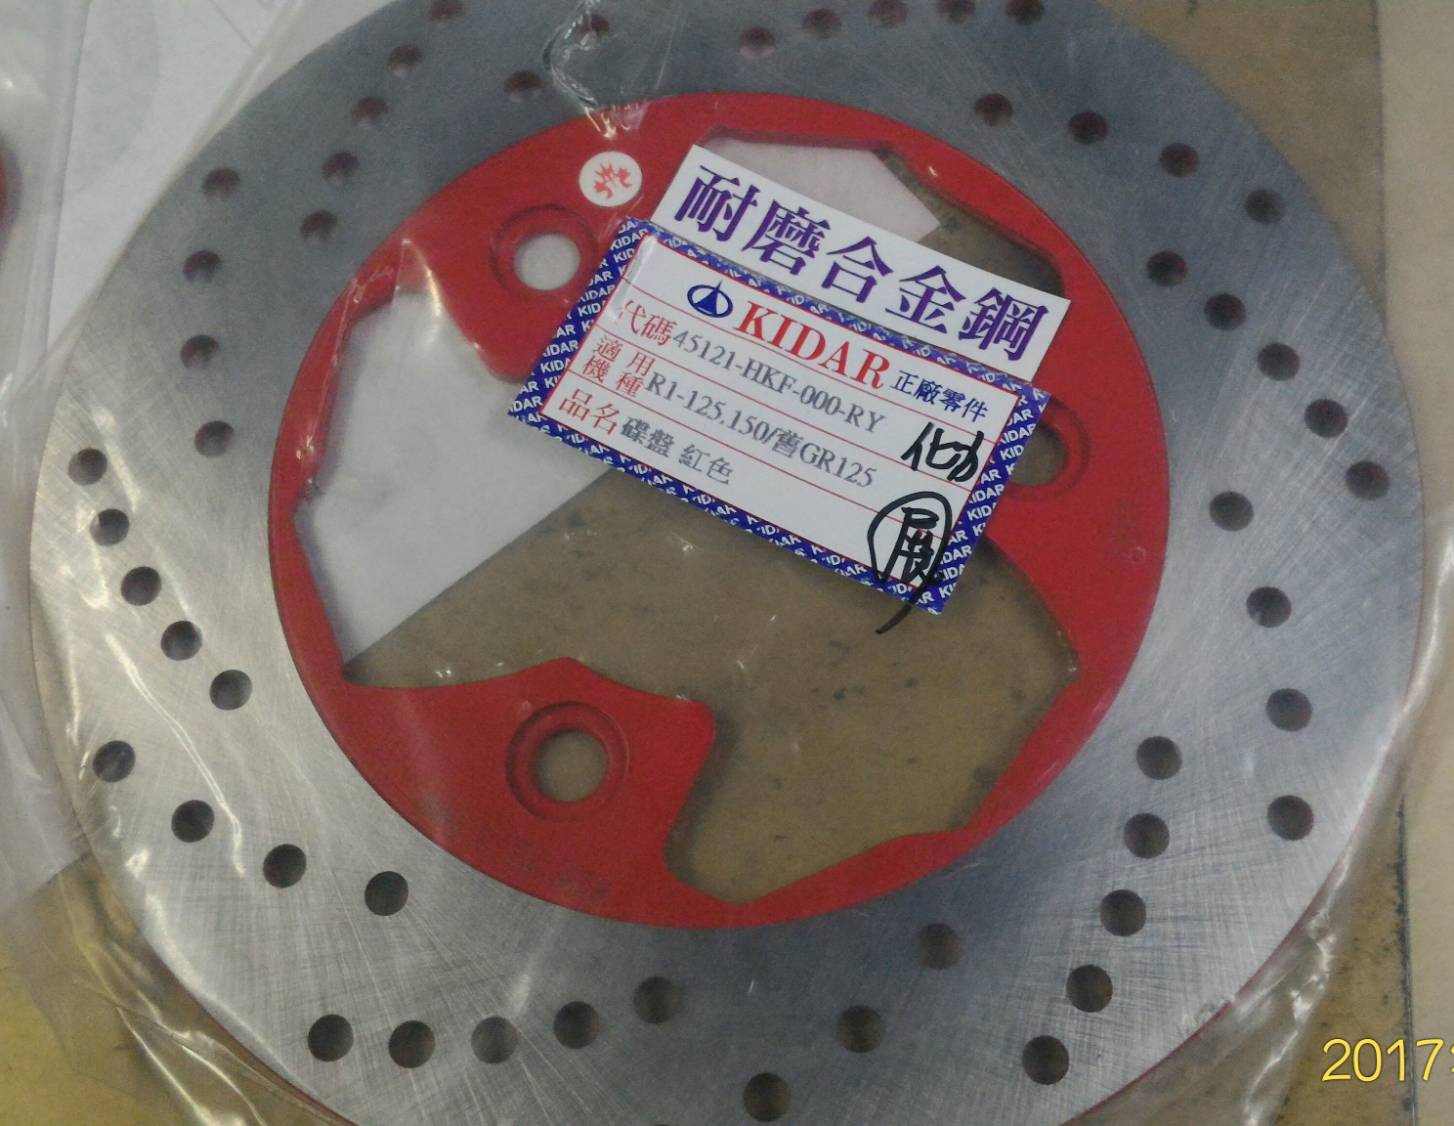 耐磨合金鋼
KIDAR 正廠零件
代碼 45121-HKF-000-RY
適用機種 R1-125,150/舊GR125
品名 碟盤 紅色
展
2017